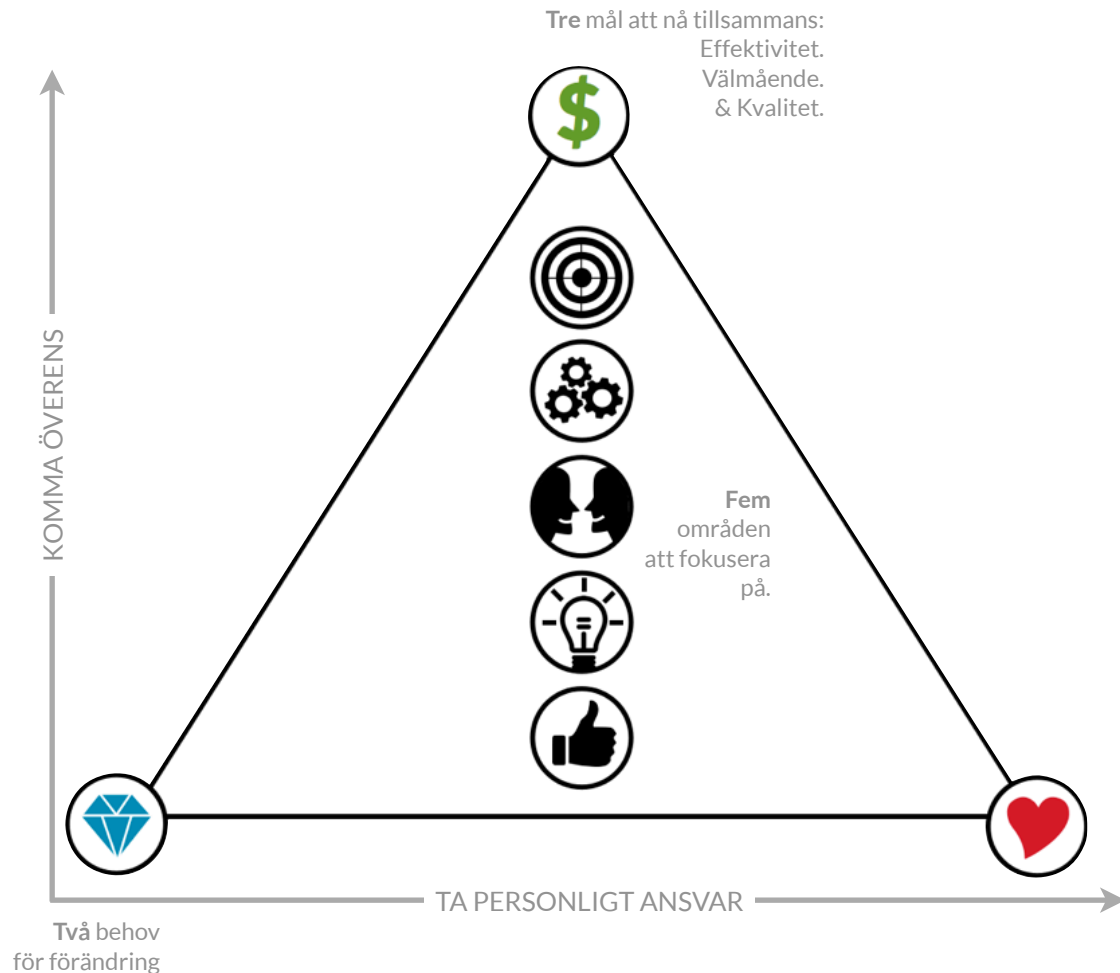 Tre mål att nå tillsammans:
Effektivitet.
Välmående.
& Kvalitet.
$
KOMMA ÖVERENS
Fem
områden
att fokusera
på.
TA PERSONLIGT ANSVAR
Två behov
för förändring